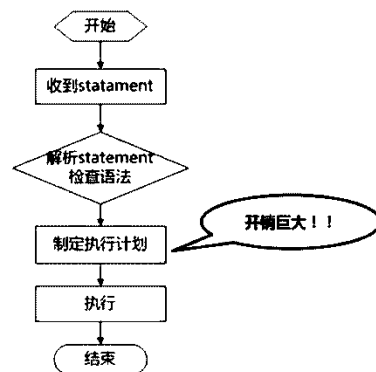 开始
收到statament
解析statement
检查语法
制定执行计划
开销巨大！！
执行
结束